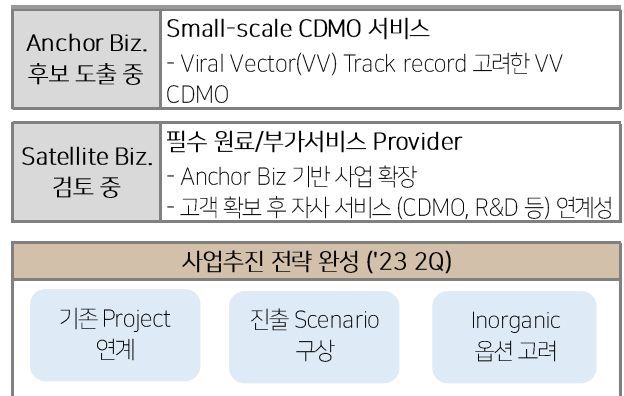 Anchor Biz.
후보 도출 중
Small-scale CDMO 서비스
- Viral Vector(VV) Track record 고려한 VV
CDMO
Satellite Biz.
검토 중
필수 원료/부가서비스 Provider
- Anchor Biz 기반 사업 확장
- 고객 확보 후 자사 서비스 (CDMO, R&D 등) 연계성
사업추진 전략 완성 ('23 2Q)
기존 Project
연계
진출 Scenario
구상
Inorganic
옵션 고려